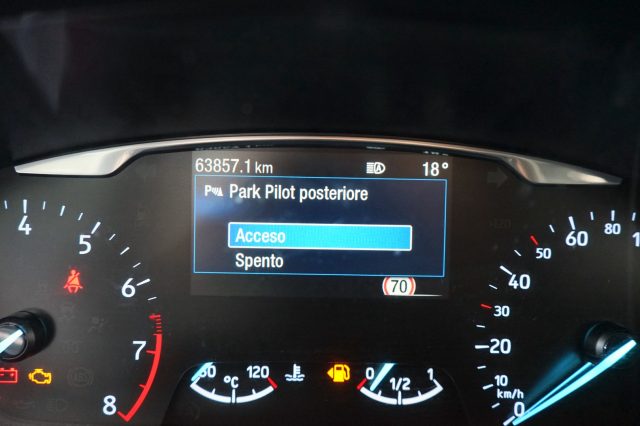 63857.1 km 18°
P Park Pilot posteriore
Acceso
Spento
70
4 5 6 7 8
60 120
°C
0 1/2 1
0 10 20 30 40 50 60 80
km/h